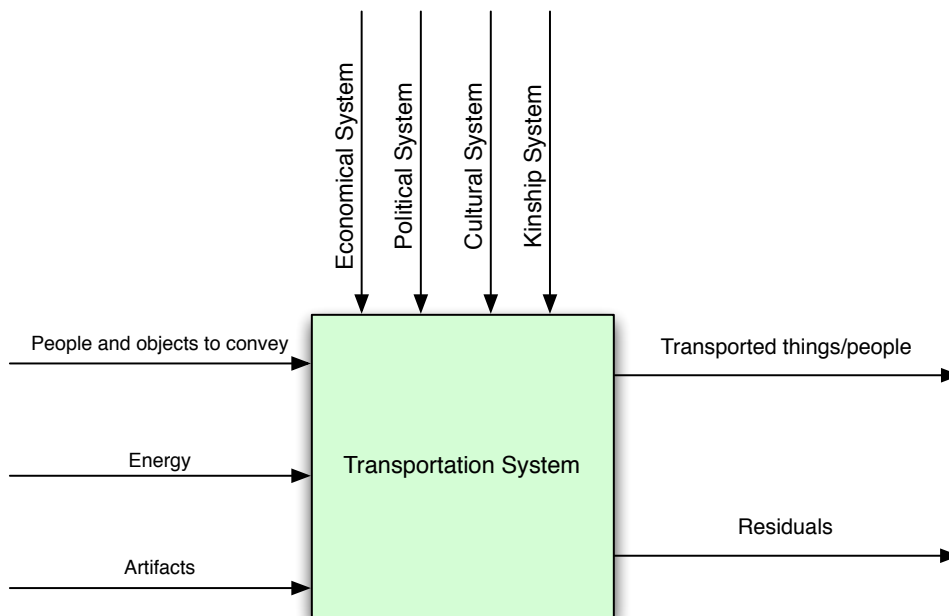 Economical System
Political System
Cultural System
Kinship System
People and objects to convey
Transported things/people
Energy
Transportation System
Residuals
Artifacts